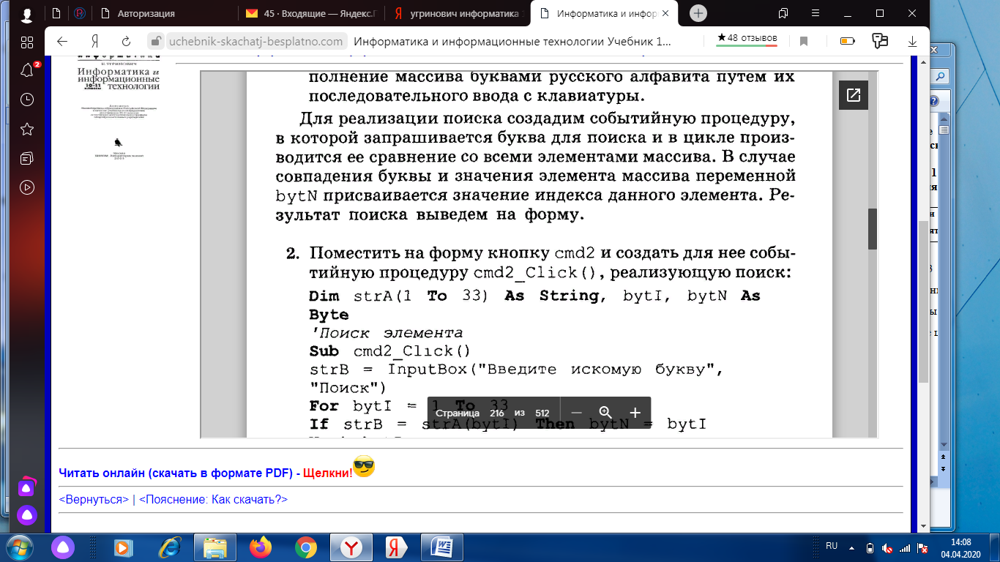 Авторизация
45 · Входящие — Яндекс.П
угринович информатика
Информатика и инфор
uchebnik-skachatj-besplatno.com
Информатика и информационные технологии Учебник 1...
★48 отзывов
2
Н. УГРИНОВИЧ
Информатика и
информационные
технологии
10-11
полнение массива буквами русского алфавита путем их
последовательного ввода с клавиатуры.
Для реализации поиска создадим событийную процедуру,
в которой запрашивается буква для поиска и в цикле произ-
водится ее сравнение со всеми элементами массива. В случае
совпадения буквы и значения элемента массива переменной
bytN присваивается значение индекса данного элемента. Ре-
зультат поиска выведем на форму.
2. Поместить на форму кнопку cmd2 и создать для нее собы-
тийную процедуру cmd2_Click(), реализующую поиск:
Dim strA(1 To 33) As String, bytI, bytN As
Byte
'Поиск элемента
Sub cmd2_Click()
strB = InputBox("Введите искомую букву",
"Поиск")
For bytI = 1 To 33
If strB = strA(bytI) Then bytN = bytI
Страница 216 из 512
Читать онлайн (скачать в формате PDF) - Щелкни!
<Вернуться> | <Пояснение: Как скачать?>
RU
14:08
04.04.2020